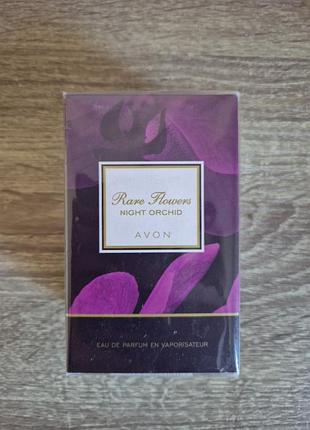 Rare Flowers
NIGHT ORCHID
AVON
EAU DE PARFUM EN VAPORISATEUR